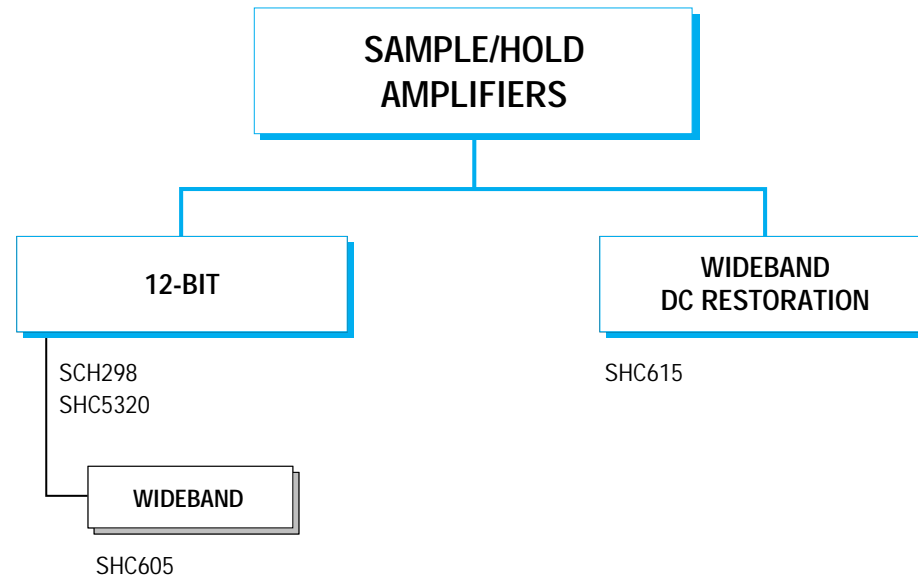 SAMPLE/HOLD
AMPLIFIERS
12-BIT
SCH298
SHC5320
WIDEBAND
SHC605
WIDEBAND
DC RESTORATION
SHC615